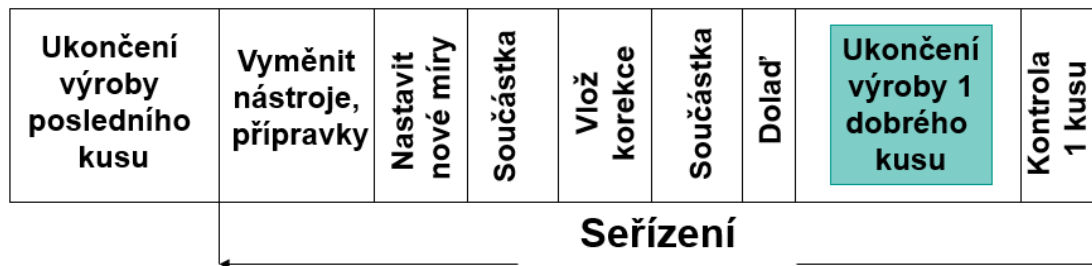 Ukončení
výroby
posledního
kusu
Vyměnit
nástroje,
přípravky
Nastavit
nové míry
Součástka
Vlož
korekce
Součástka
Dolaď
Ukončení
výroby 1
dobrého
kusu
Kontrola
1 kusu
Seřízení